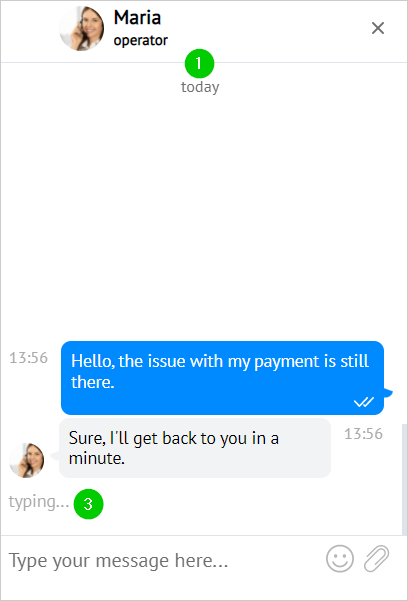 Maria
operator
1
today
13:56
Hello, the issue with my payment is still
there.
Sure, I'll get back to you in a
minute.
13:56
typing...
3
Type your message here...